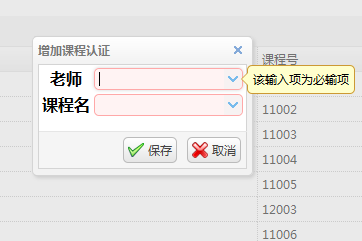 增加课程认证
课程号
老师
该输入项为必输项
课程名
11002
11003
保存 取消
11004
11005
12003
11006